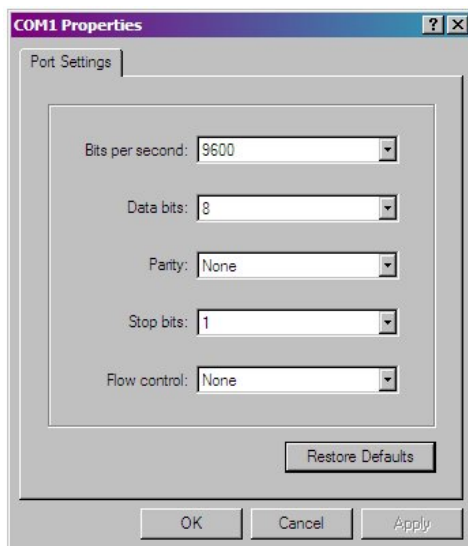 COM1 Properties
Port Settings
Bits per second: 9600
Data bits: 8
Parity: None
Stop bits: 1
Flow control: None
Restore Defaults
OK Cancel Apply